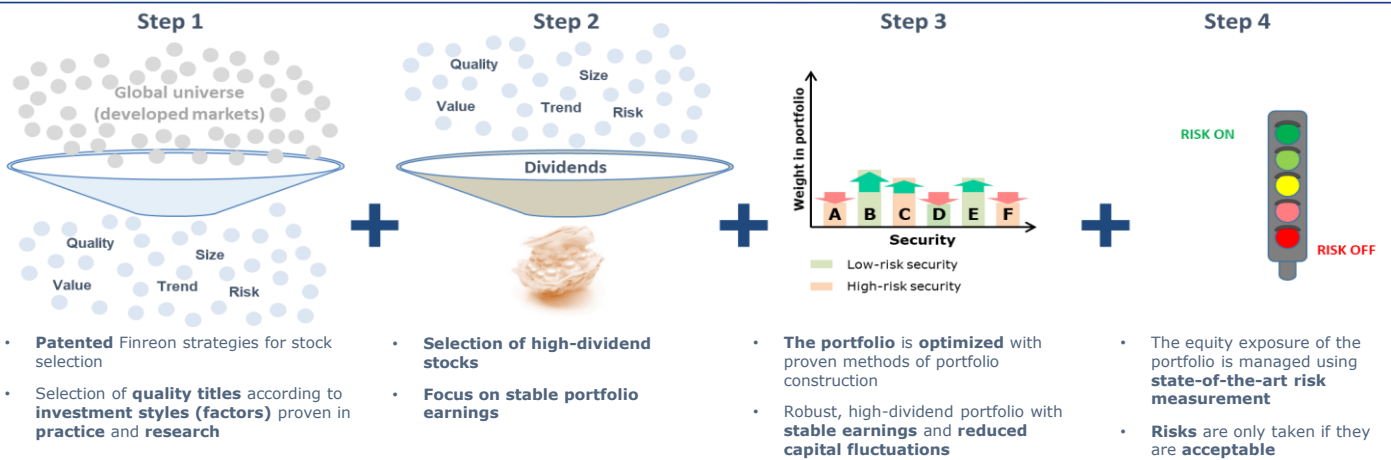 Step 1
Global universe
(developed markets)
Quality
Size
Value
Trend
Risk
• Patented Finreon strategies for stock
selection
• Selection of quality titles according to
investment styles (factors) proven in
practice and research
Step 2
Quality
Size
Value
Trend
Risk
Dividends
• Selection of high-dividend
stocks
• Focus on stable portfolio
earnings
Step 3
Weight in portfolio
A B C D E F
Security
Low-risk security
High-risk security
• The portfolio is optimized with
proven methods of portfolio
construction
• Robust, high-dividend portfolio with
stable earnings and reduced
capital fluctuations
Step 4
RISK ON
RISK OFF
• The equity exposure of the
portfolio is managed using
state-of-the-art risk
measurement
• Risks are only taken if they
are acceptable